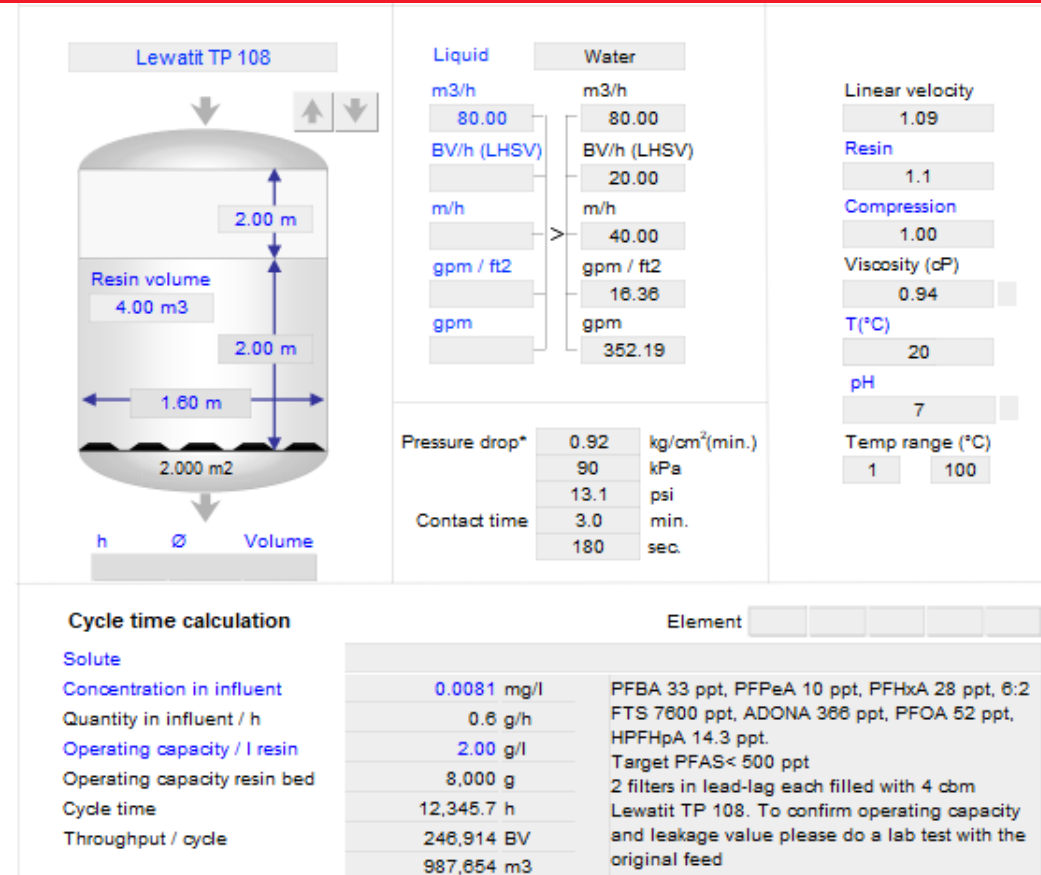 Lewatit TP 108
2.00 m
Resin volume
4.00 m3
2.00 m
1.60 m
2.000 m2
h Ø Volume
Liquid Water
m3/h m3/h
80.00 80.00
BV/h (LHSV) BV/h (LHSV)
20.00
m/h m/h
> 40.00
gpm / ft2 gpm / ft2
16.36
gpm gpm
352.19
Pressure drop* 0.92 kg/cm²(min.)
90 kPa
13.1 psi
Contact time 3.0 min.
180 sec.
Linear velocity
1.09
Resin
1.1
Compression
1.00
Viscosity (cP)
0.94
T(°C)
20
pH
7
Temp range (°C)
1 100
Cycle time calculation
Element
Solute
Concentration in influent 0.0081 mg/l
Quantity in influent / h 0.6 g/h
Operating capacity / l resin 2.00 g/l
Operating capacity resin bed 8,000 g
Cycle time 12,345.7 h
Throughput / cycle 246,914 BV
987,654 m3
PFBA 33 ppt, PFPeA 10 ppt, PFHxA 28 ppt, 6:2
FTS 7600 ppt, ADONA 366 ppt, PFOA 52 ppt,
HPFHpA 14.3 ppt.
Target PFAS< 500 ppt
2 filters in lead-lag each filled with 4 cbm
Lewatit TP 108. To confirm operating capacity
and leakage value please do a lab test with the
original feed